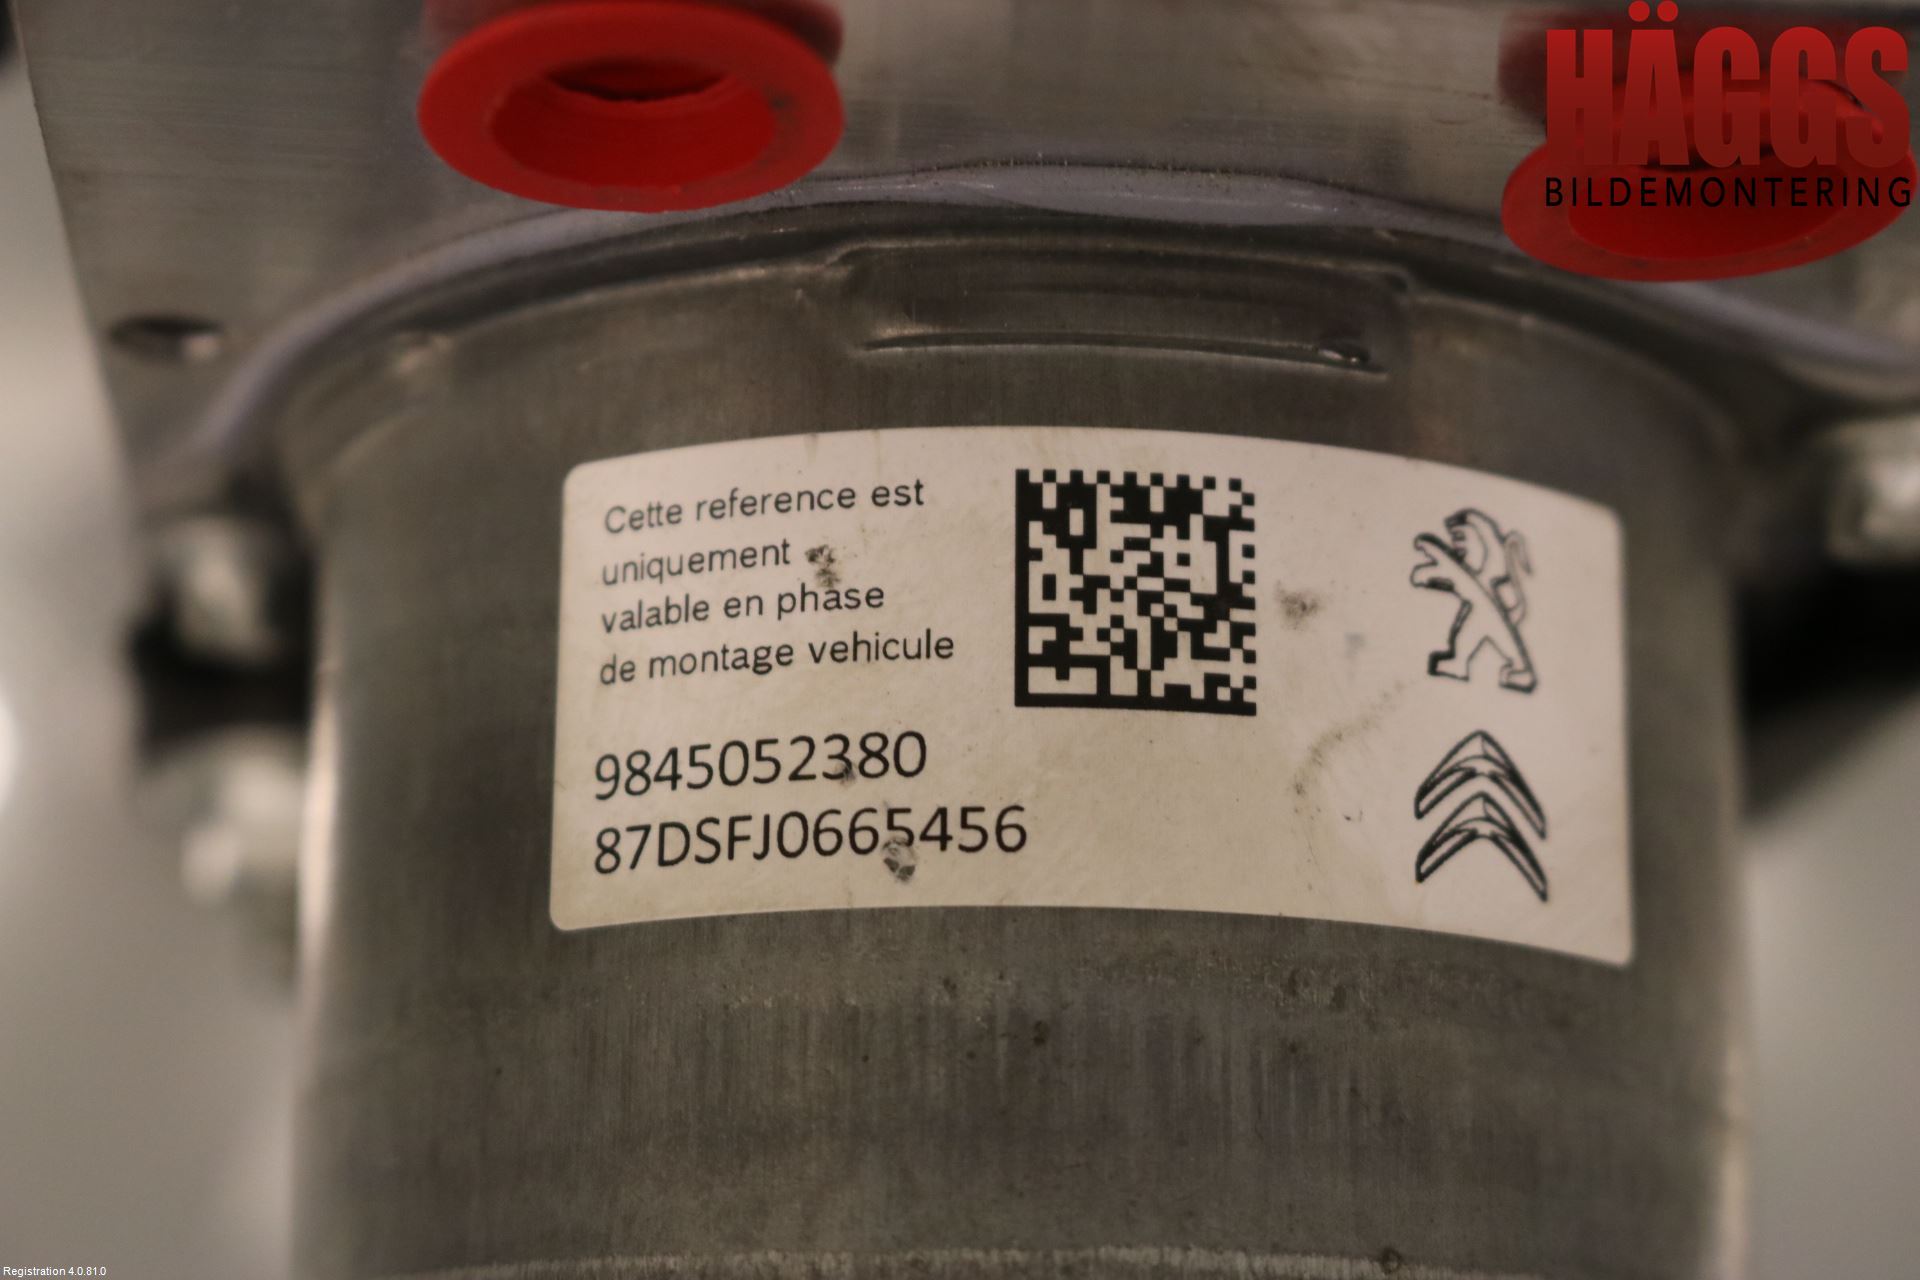 HÄGGS
BILDEMONTERING
Cette reference est
uniquement
valable en phase
de montage vehicule
9845052380
87DSFJ0665456
Registration 4.0.81.0